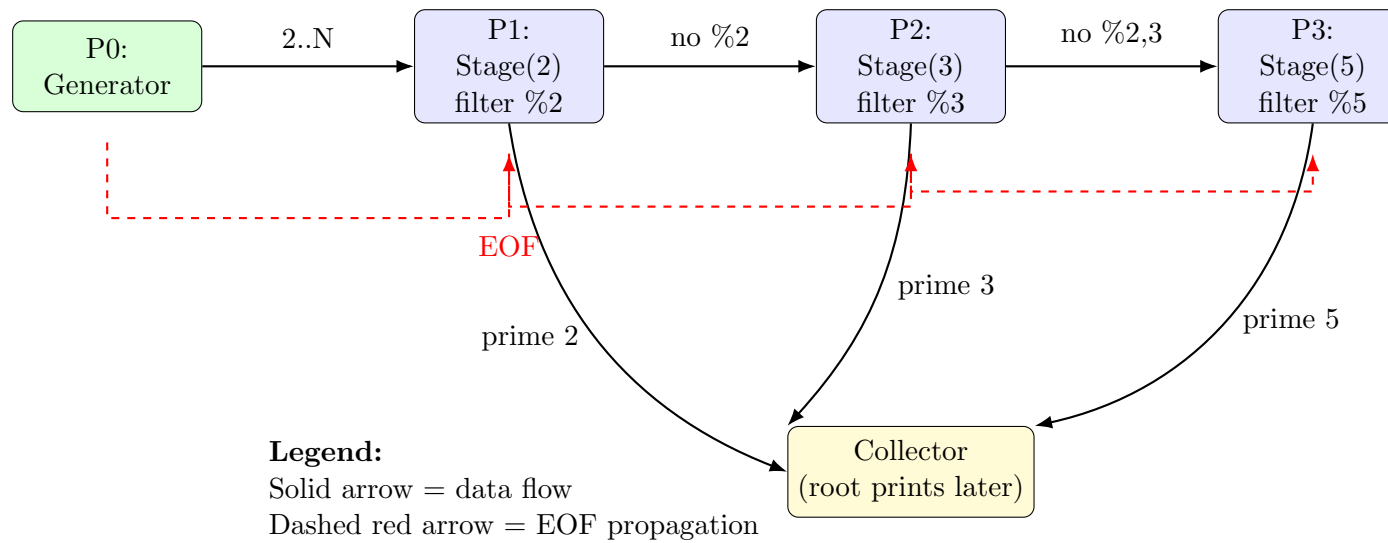 P0:
Generator
2..N
P1:
Stage(2)
filter %2
no %2
P2:
Stage(3)
filter %3
no %2,3
P3:
Stage(5)
filter %5
EOF
prime 2
prime 3
prime 5
Collector
(root prints later)
Legend:
Solid arrow = data flow
Dashed red arrow = EOF propagation